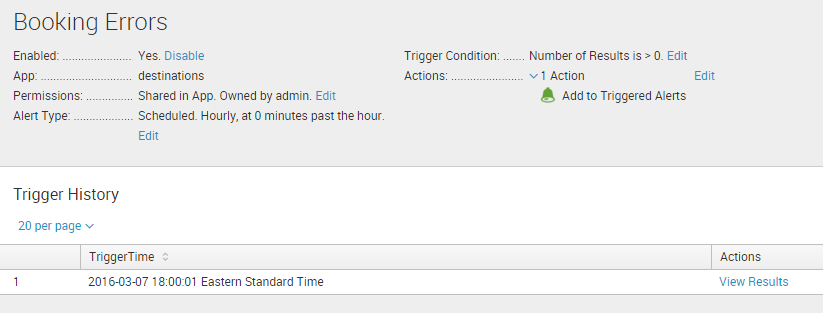 Booking Errors
Enabled: ....................... Yes. Disable
App: .............................. destinations
Permissions: ............... Shared in App. Owned by admin. Edit
Alert Type: ................... Scheduled. Hourly, at 0 minutes past the hour.
Edit
Trigger Condition: ....... Number of Results is > 0. Edit
Actions: ....................... 1 Action Edit
Add to Triggered Alerts
Trigger History
20 per page
TriggerTime Actions
1 2016-03-07 18:00:01 Eastern Standard Time View Results